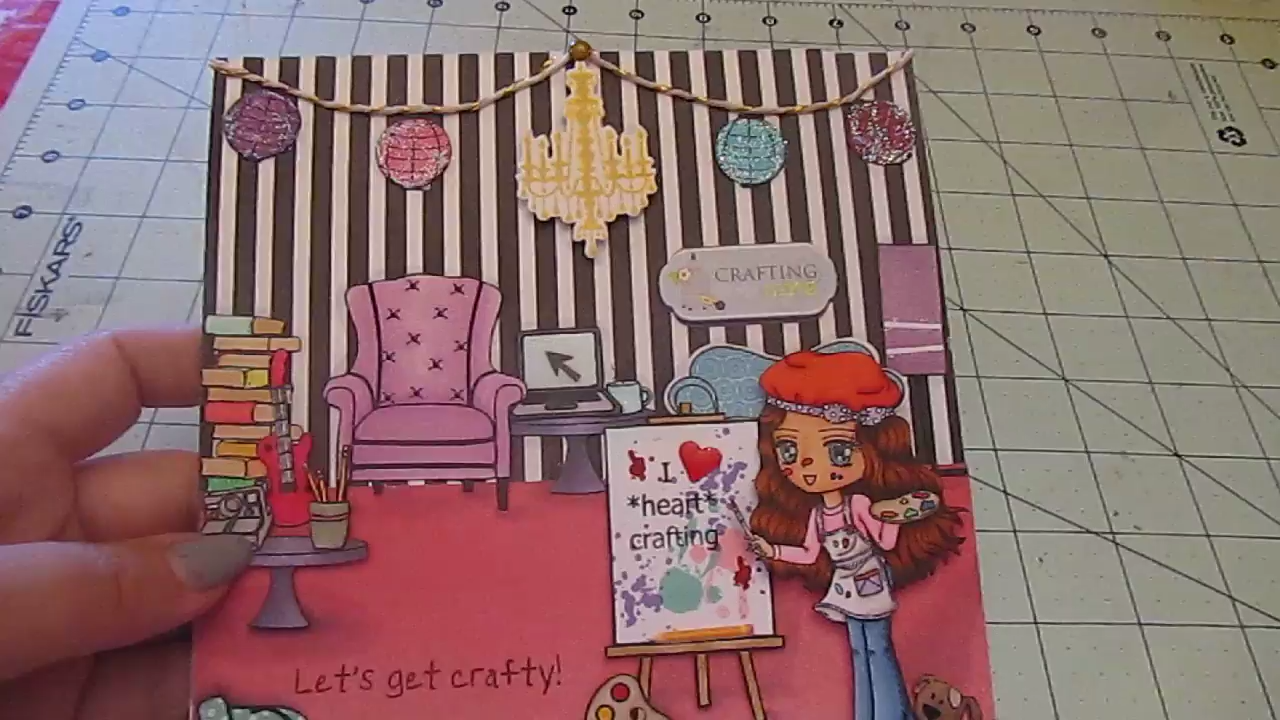 FISKARS
CRAFTING
I
*heart*
crafting
Let's get crafty!